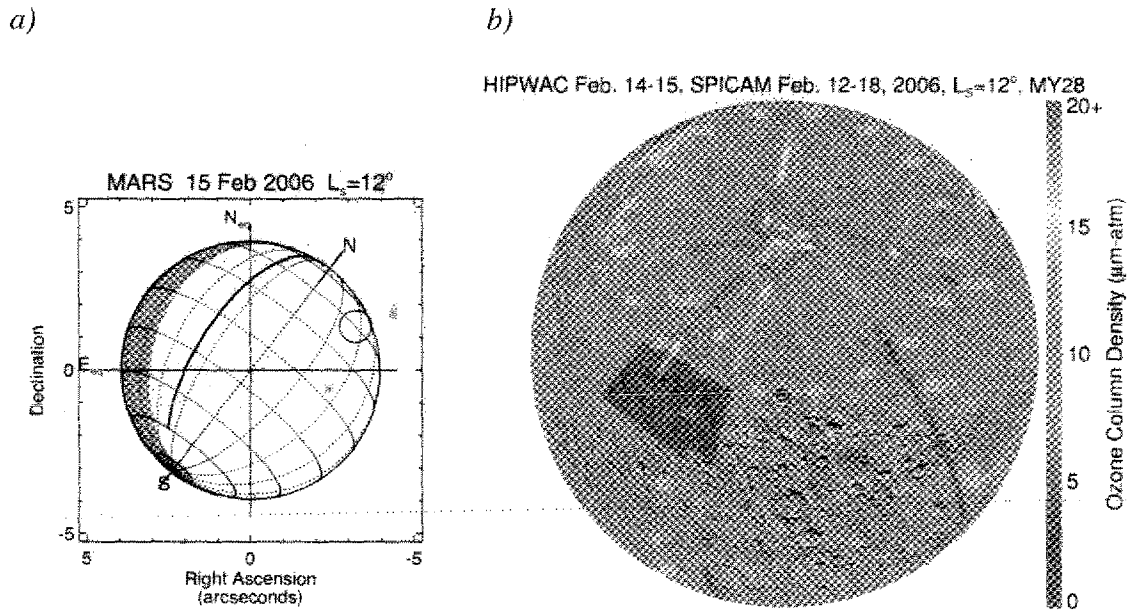 a)
b)
HIPWAC Feb. 14-15, SPICAM Feb. 12-18, 2006, Ls=12°, MY28
MARS 15 Feb 2006 Ls=12°
5
0
-5
Declination
N
N
E
S
5
0
-5
Right Ascension
(arcseconds)
20+
15
10
5
0
Ozone Column Density (µm-atm)